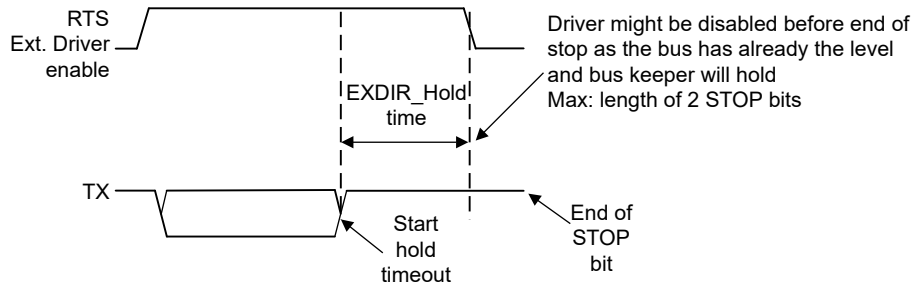 RTS
Ext. Driver
enable
Driver might be disabled before end of
stop as the bus has already the level
and bus keeper will hold
Max: length of 2 STOP bits
EXDIR_Hold
time
TX
Start
hold
timeout
End of
STOP
bit